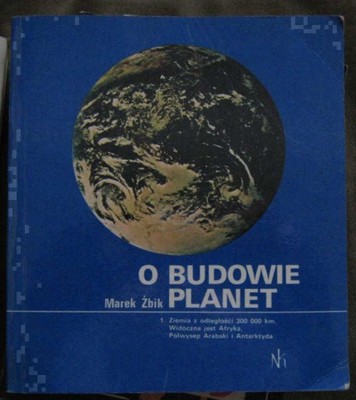 O BUDOWIE
Marek Żbik PLANET
1. Ziemia z odległości 300 000 km.
Widoczna jest Afryka,
Półwysep Arabski i Antarktyda